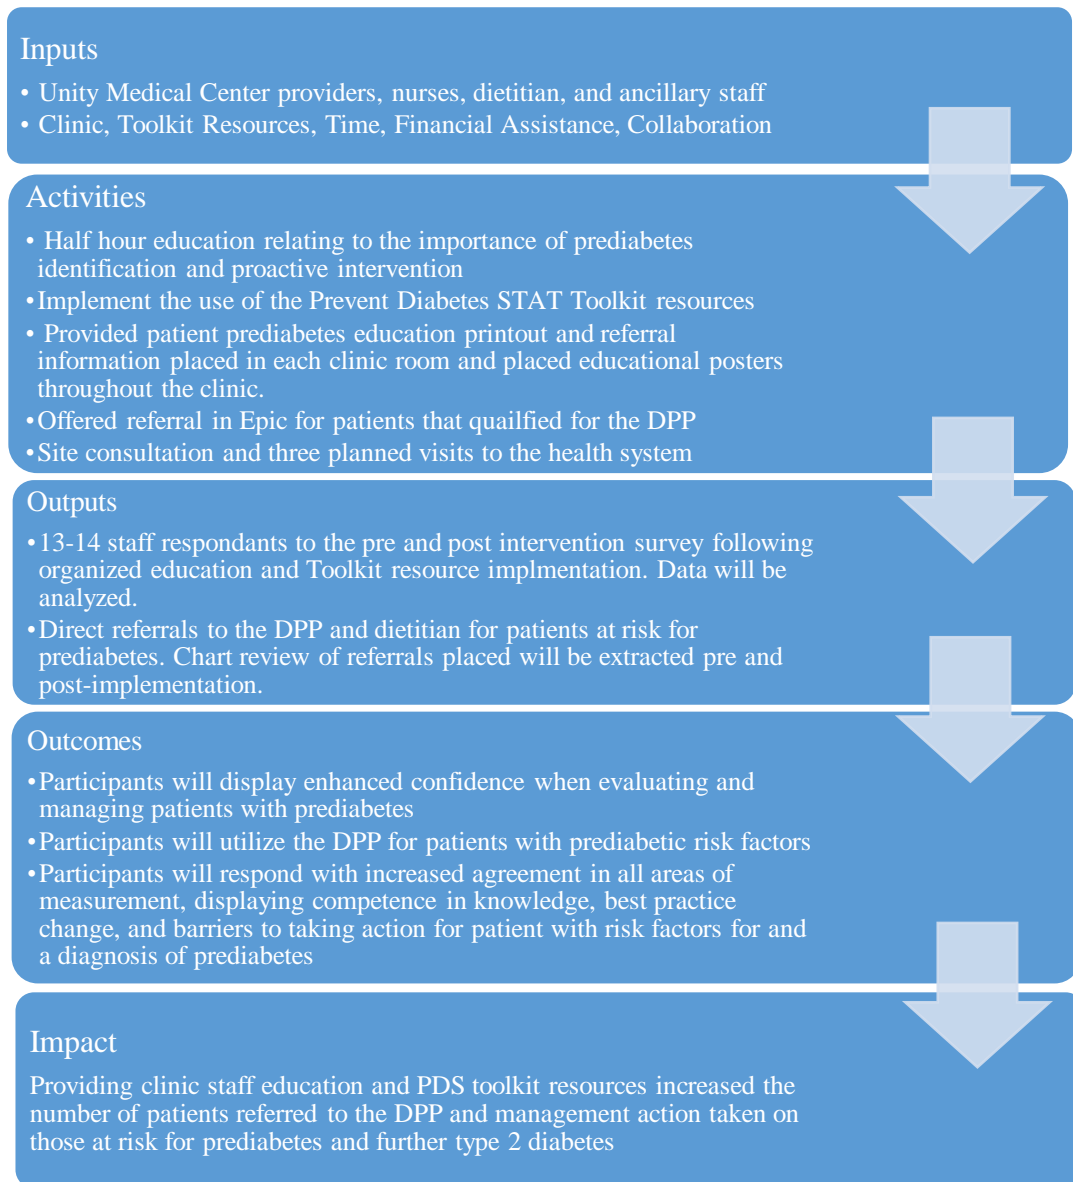 Inputs
• Unity Medical Center providers, nurses, dietitian, and ancillary staff
• Clinic, Toolkit Resources, Time, Financial Assistance, Collaboration
Activities
• Half hour education relating to the importance of prediabetes
identification and proactive intervention
• Implement the use of the Prevent Diabetes STAT Toolkit resources
• Provided patient prediabetes education printout and referral
information placed in each clinic room and placed educational posters
throughout the clinic.
• Offered referral in Epic for patients that quailfied for the DPP
• Site consultation and three planned visits to the health system
Outputs
• 13-14 staff respondants to the pre and post intervention survey following
organized education and Toolkit resource implmentation. Data will be
analyzed.
• Direct referrals to the DPP and dietitian for patients at risk for
prediabetes. Chart review of referrals placed will be extracted pre and
post-implementation.
Outcomes
• Participants will display enhanced confidence when evaluating and
managing patients with prediabetes
• Participants will utilize the DPP for patients with prediabetic risk factors
• Participants will respond with increased agreement in all areas of
measurement, displaying competence in knowledge, best practice
change, and barriers to taking action for patient with risk factors for and
a diagnosis of prediabetes
Impact
Providing clinic staff education and PDS toolkit resources increased the
number of patients referred to the DPP and management action taken on
those at risk for prediabetes and further type 2 diabetes